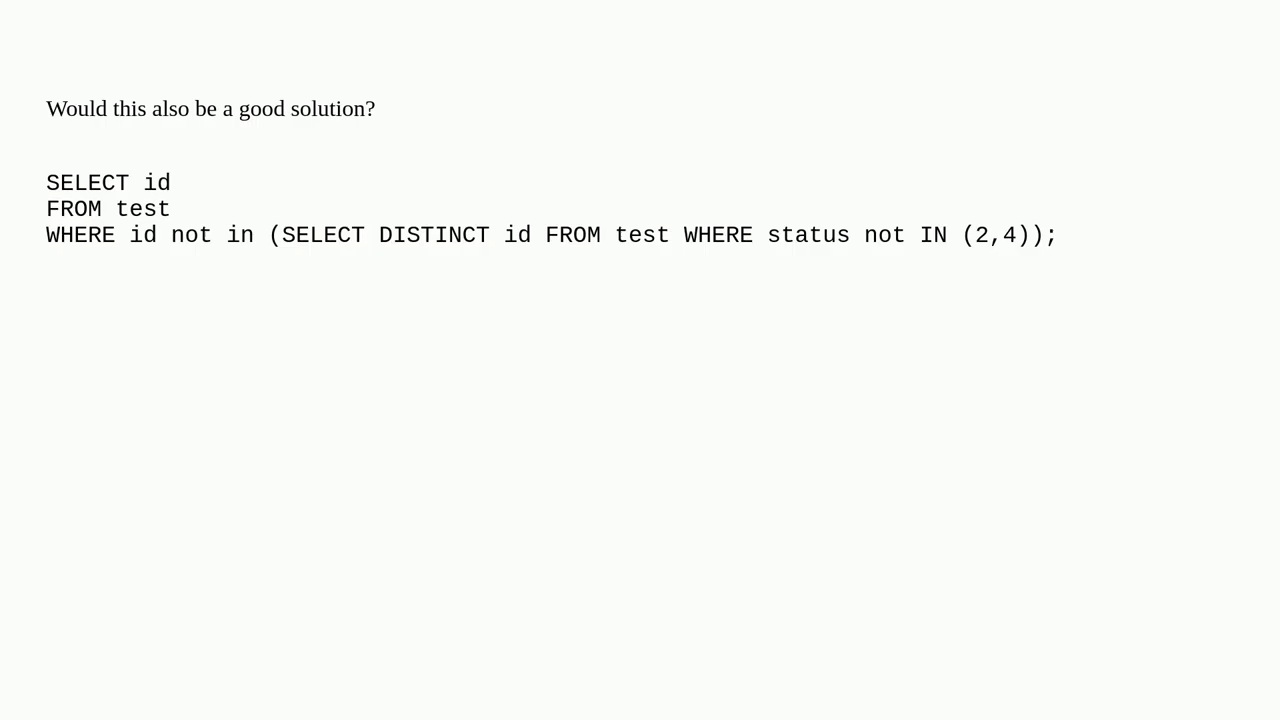 Would this also be a good solution?
SELECT id
FROM test
WHERE id not in (SELECT DISTINCT id FROM test WHERE status not IN (2,4));